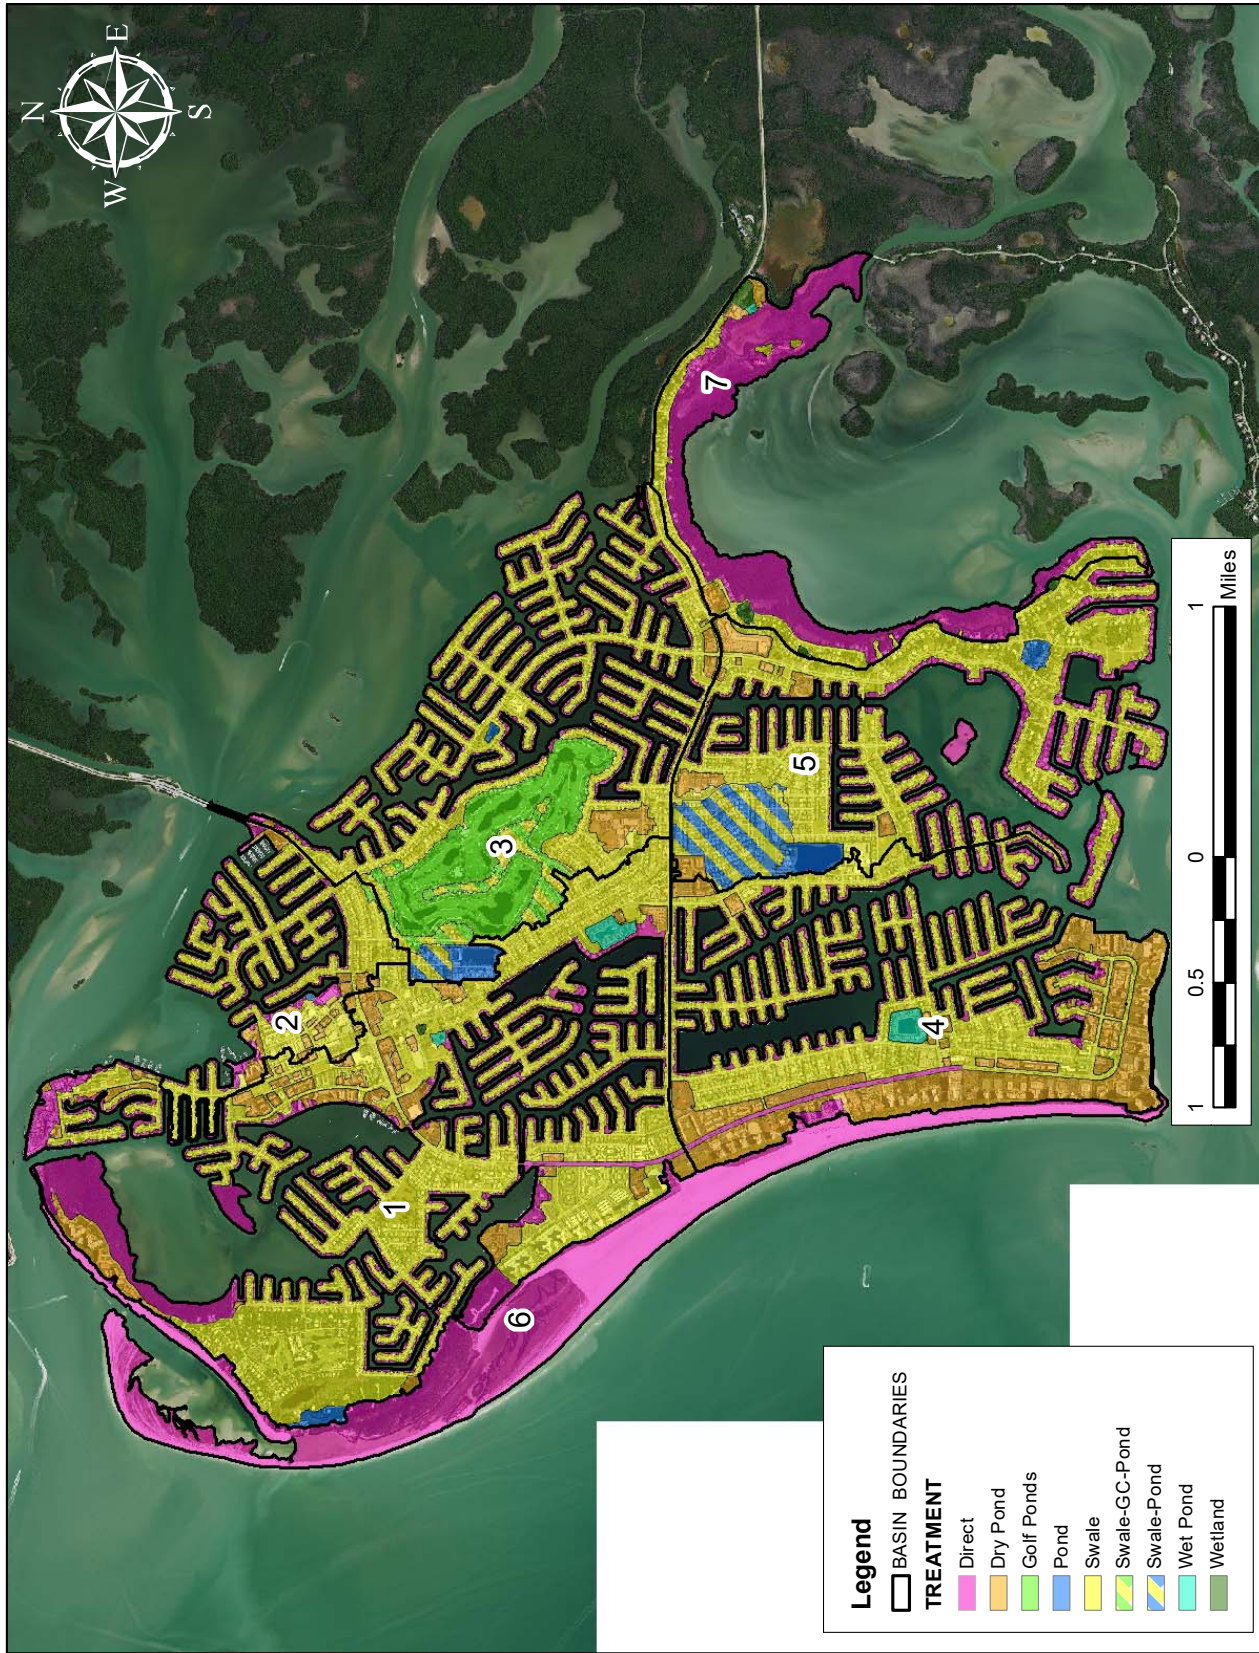 N
W
E
S
2
3
1
7
5
4
6
1
0.5
0
1
Miles
Legend
BASIN BOUNDARIES
TREATMENT
Direct
Dry Pond
Golf Ponds
Pond
Swale
Swale-GC-Pond
Swale-Pond
Wet Pond
Wetland